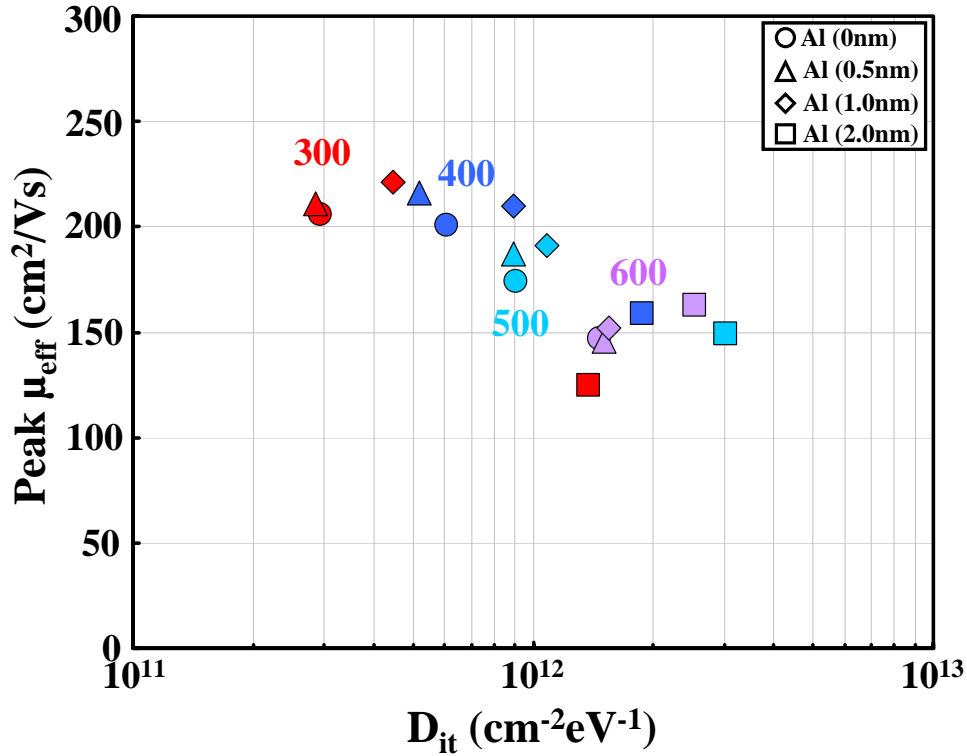 300
250
200
150
100
50
0
Peak μeff (cm²/Vs)
10¹¹
10¹²
10¹³
Dit (cm⁻²eV⁻¹)
Al (0nm)
Al (0.5nm)
Al (1.0nm)
Al (2.0nm)
300
400
500
600